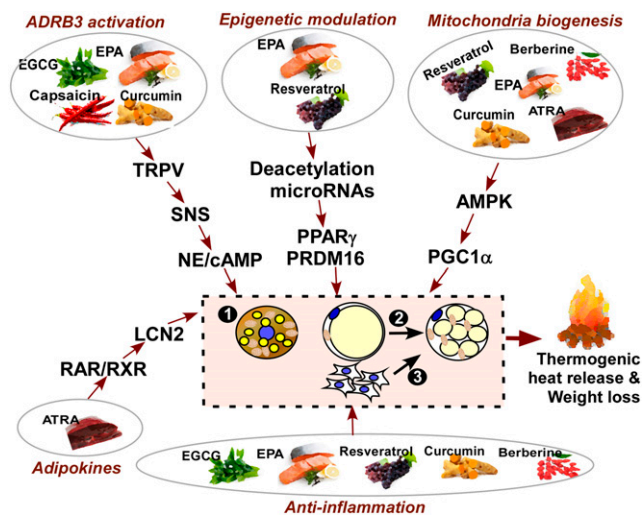 ADRB3 activation
EGCG
EPA
Capsaicin
Curcumin
Epigenetic modulation
EPA
Resveratrol
Mitochondria biogenesis
Resveratrol
Berberine
EPA
Curcumin
ATRA
TRPV
SNS
NE/cAMP
Deacetylation
microRNAs
PPARγ
PRDM16
AMPK
PGC1α
1
2
3
LCN2
RAR/RXR
ATRA
Adipokines
Thermogenic
heat release &
Weight loss
EGCG
EPA
Resveratrol
Curcumin
Berberine
Anti-inflammation